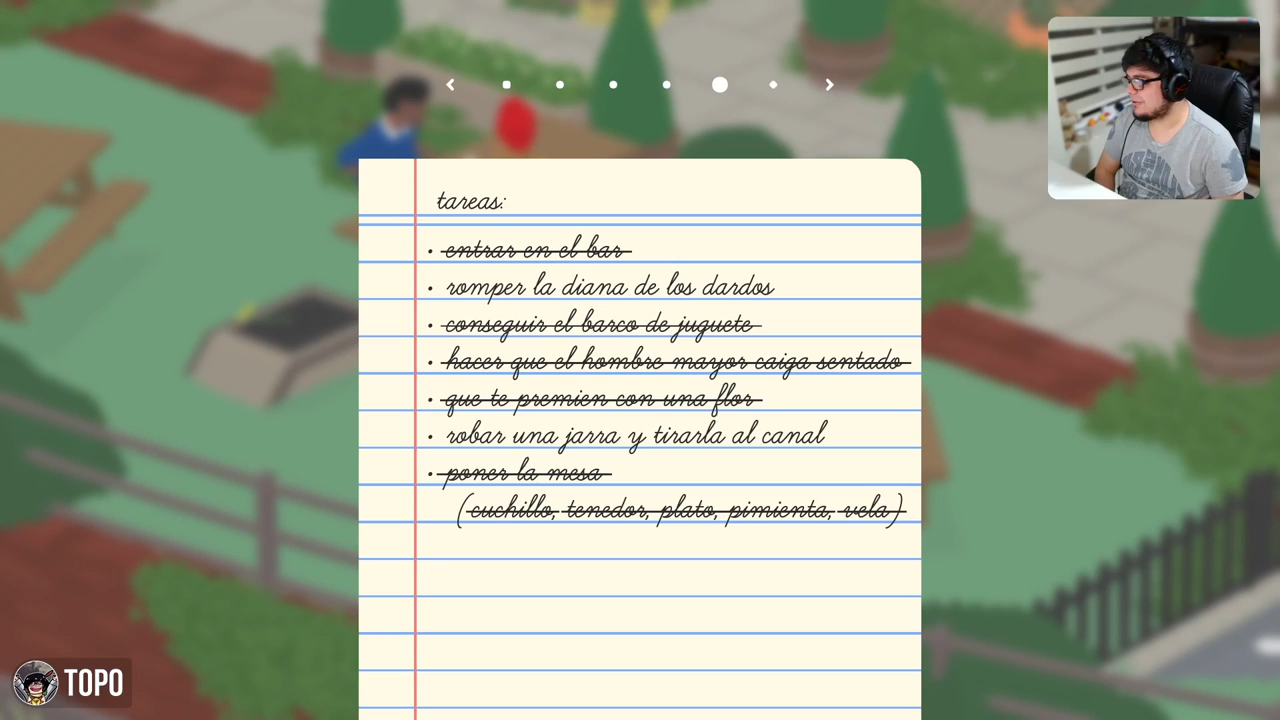 tareas:
• entrar en el bar
• romper la diana de los dardos
• conseguir el barco de juguete
• hacer que el hombre mayor caiga sentado
• que te premien con una flor
• robar una jarra y tirarla al canal
• poner la mesa
(cuchillo, tenedor, plato, pimienta, vela)
TOPO